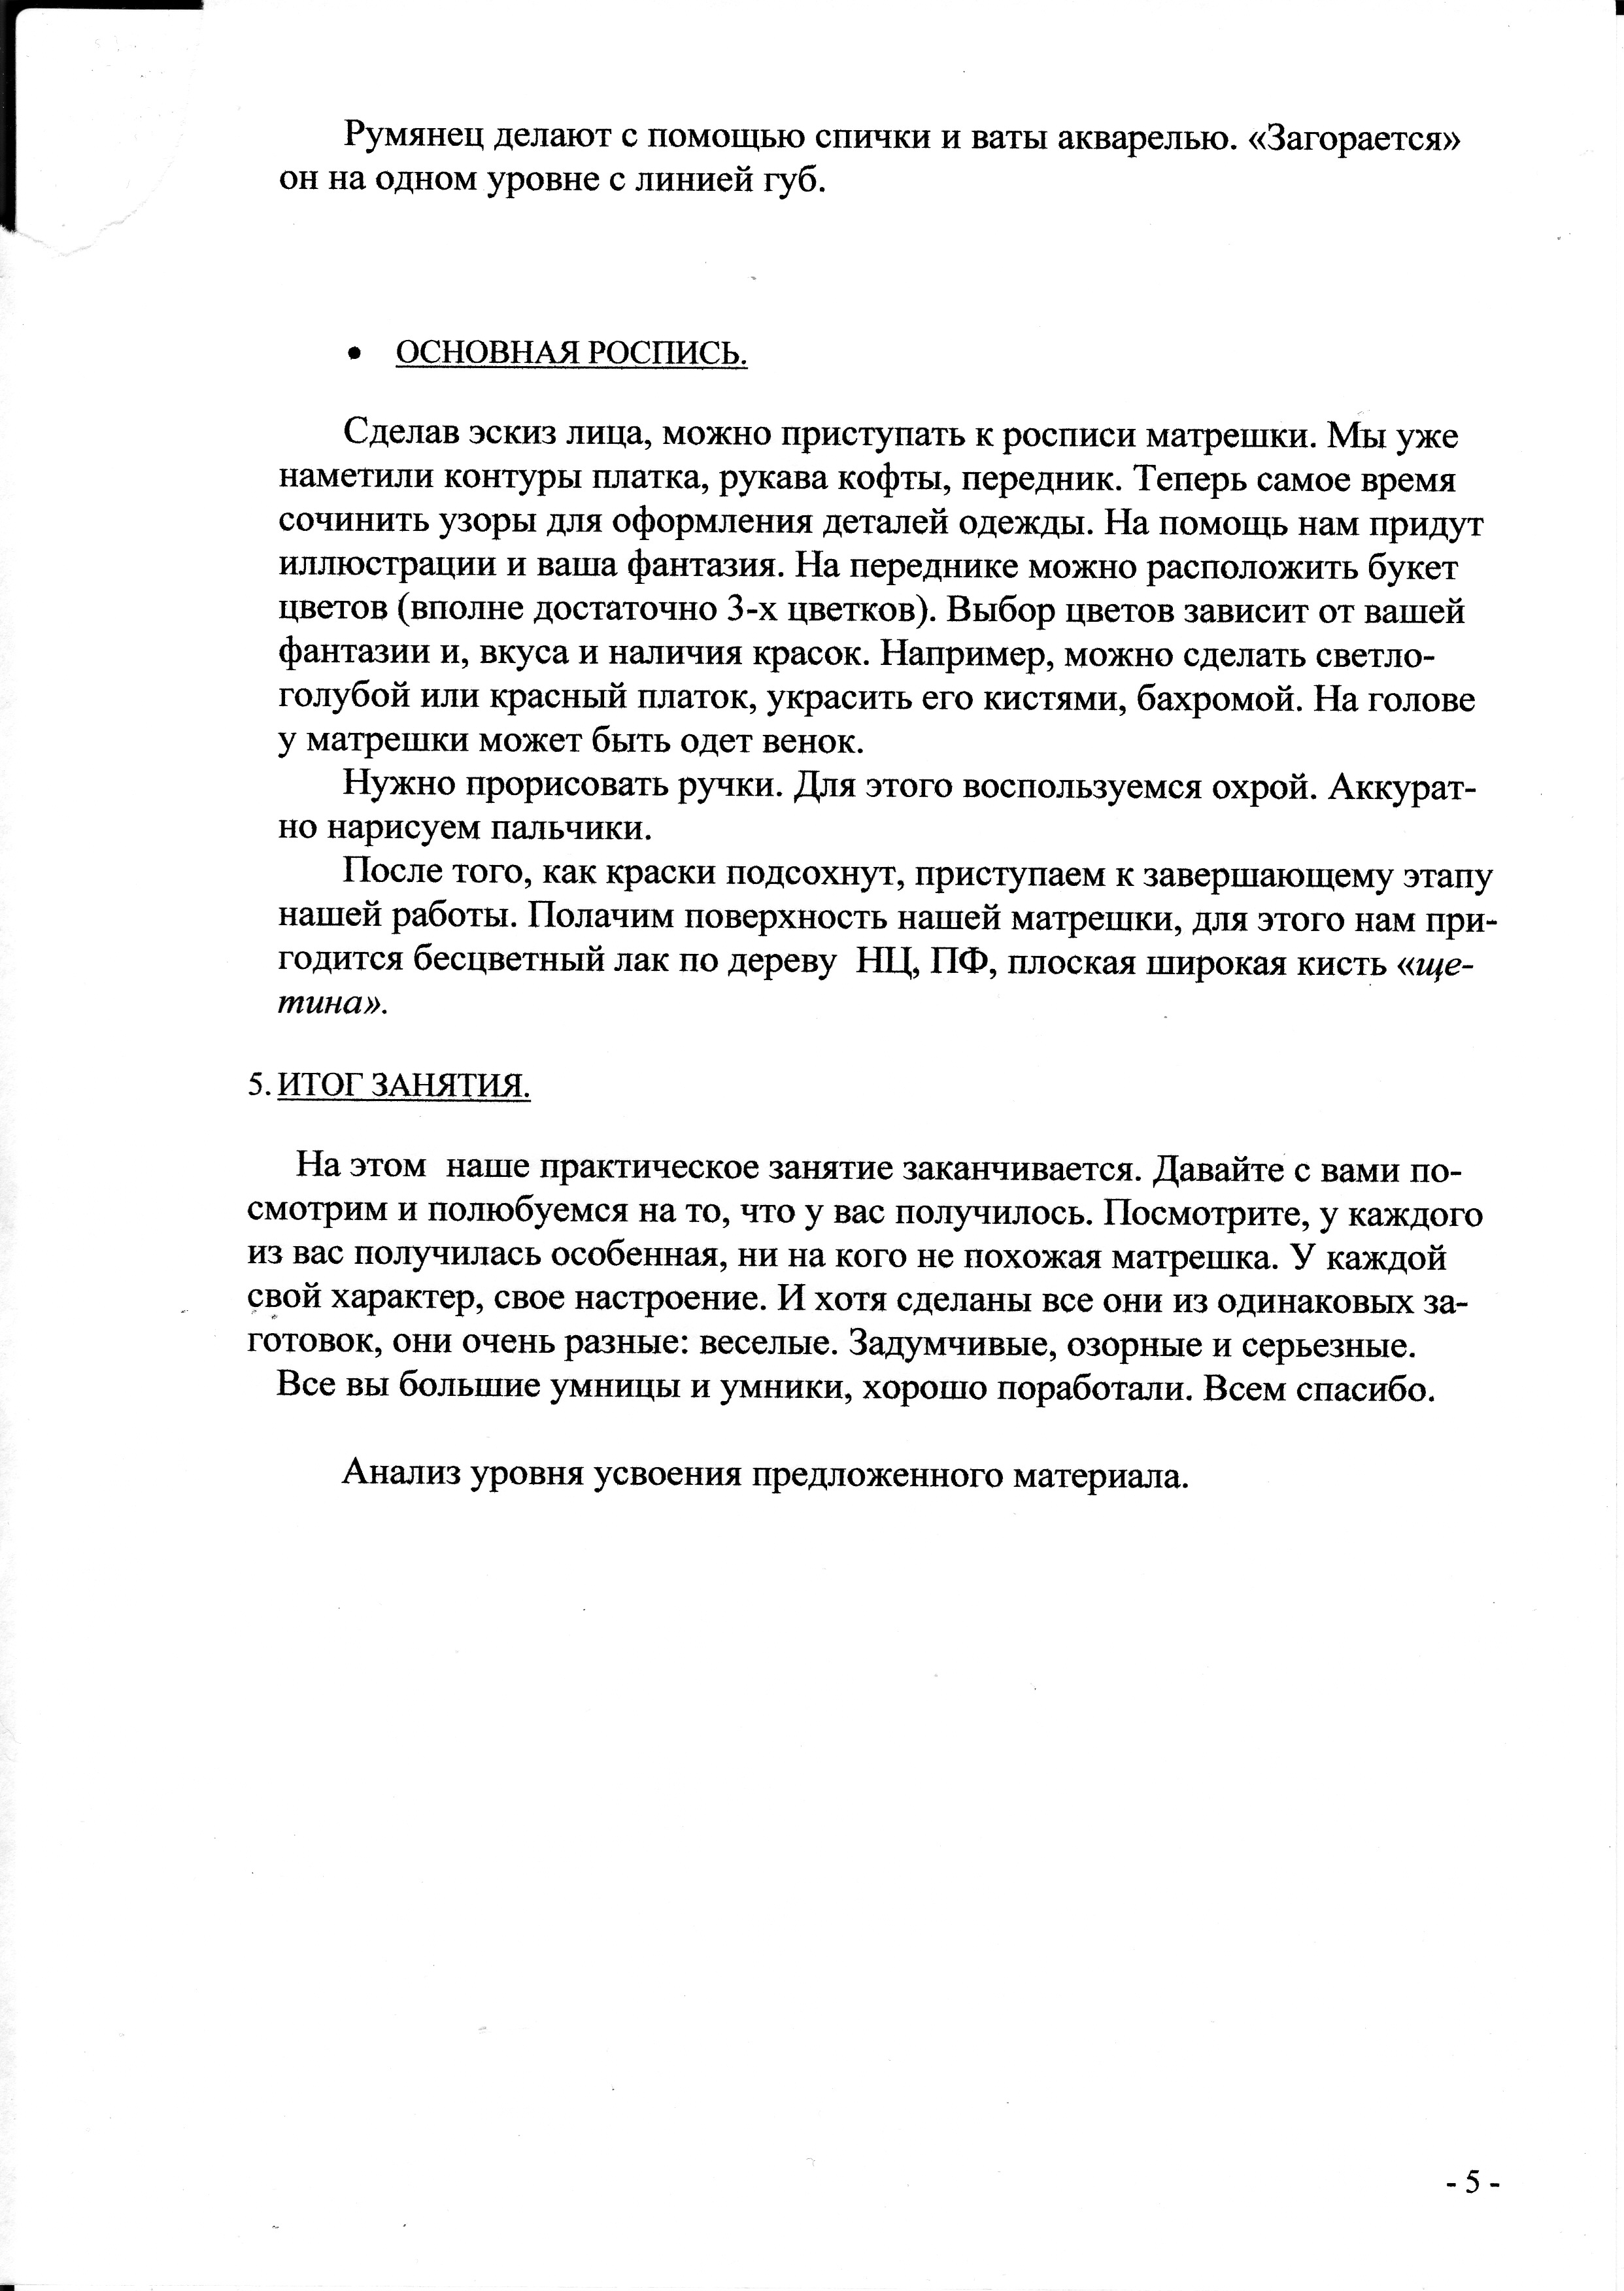 Румянец делают с помощью спички и ваты акварелью. «Загорается»
он на одном уровне с линией губ.
• ОСНОВНАЯ РОСПИСЬ.
Сделав эскиз лица, можно приступать к росписи матрешки. Мы уже
наметили контуры платка, рукава кофты, передник. Теперь самое время
сочинить узоры для оформления деталей одежды. На помощь нам придут
иллюстрации и ваша фантазия. На переднике можно расположить букет
цветов (вполне достаточно 3-х цветков). Выбор цветов зависит от вашей
фантазии и, вкуса и наличия красок. Например, можно сделать светло-
голубой или красный платок, украсить его кистями, бахромой. На голове
у матрешки может быть одет венок.
Нужно прорисовать ручки. Для этого воспользуемся охрой. Аккурат-
но нарисуем пальчики.
После того, как краски подсохнут, приступаем к завершающему этапу
нашей работы. Полачим поверхность нашей матрешки, для этого нам при-
годится бесцветный лак по дереву НЦ, ПФ, плоская широкая кисть «ще-
тина».
5. ИТОГ ЗАНЯТИЯ.
На этом наше практическое занятие заканчивается. Давайте с вами по-
смотрим и полюбуемся на то, что у вас получилось. Посмотрите, у каждого
из вас получилась особенная, ни на кого не похожая матрешка. У каждой
свой характер, свое настроение. И хотя сделаны все они из одинаковых за-
готовок, они очень разные: веселые. Задумчивые, озорные и серьезные.
Все вы большие умницы и умники, хорошо поработали. Всем спасибо.
Анализ уровня усвоения предложенного материала.
- 5 -